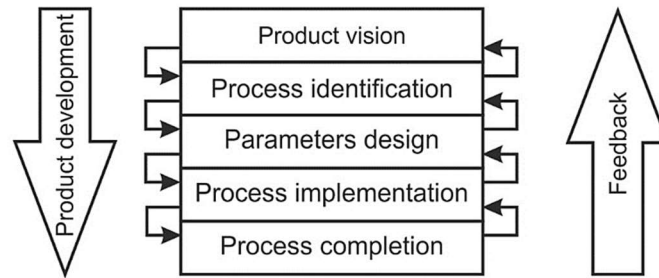 Product development
Product vision
Process identification
Parameters design
Process implementation
Process completion
Feedback